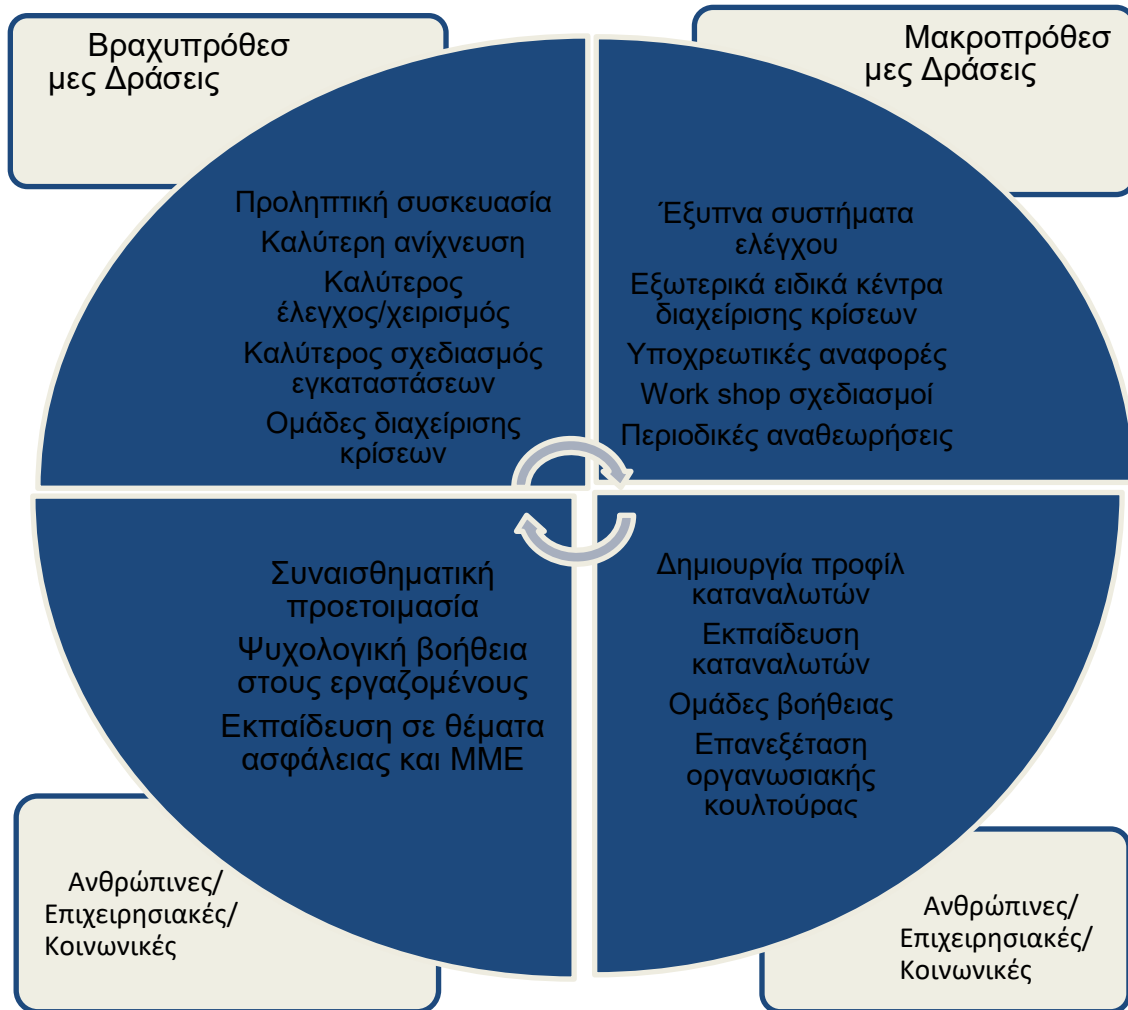 Βραχυπρόθεσ
μες Δράσεις
Μακροπρόθεσ
μες Δράσεις
Προληπτική συσκευασία
Καλύτερη ανίχνευση
Καλύτερος
έλεγχος/χειρισμός
Καλύτερος σχεδιασμός
εγκαταστάσεων
Ομάδες διαχείρισης
κρίσεων
Έξυπνα συστήματα
ελέγχου
Εξωτερικά ειδικά κέντρα
διαχείρισης κρίσεων
Υποχρεωτικές αναφορές
Work shop σχεδιασμοί
Περιοδικές αναθεωρήσεις
Συναισθηματική
προετοιμασία
Ψυχολογική βοήθεια
στους εργαζομένους
Εκπαίδευση σε θέματα
ασφάλειας και ΜΜΕ
Δημιουργία προφίλ
καταναλωτών
Εκπαίδευση
καταναλωτών
Ομάδες βοήθειας
Επανεξέταση
οργανωσιακής
κουλτούρας
Ανθρώπινες/
Επιχειρησιακές/
Κοινωνικές
Ανθρώπινες/
Επιχειρησιακές/
Κοινωνικές